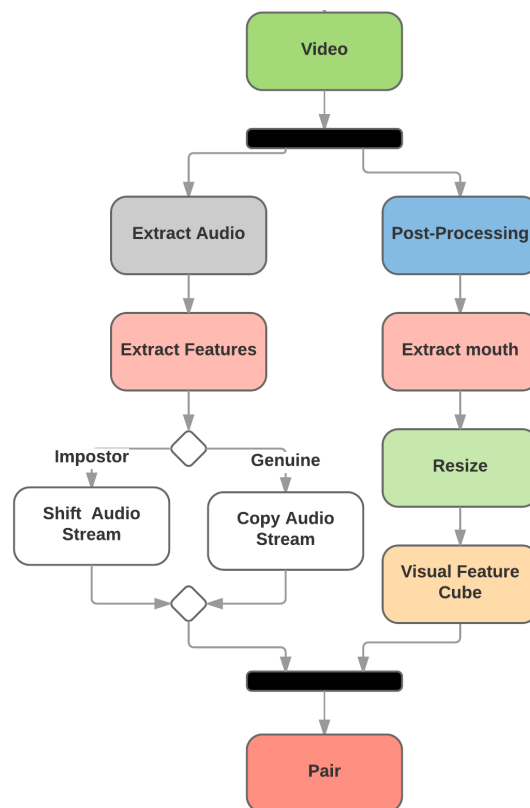 Video
Extract Audio
Post-Processing
Extract Features
Extract mouth
Impostor
Genuine
Resize
Shift Audio
Stream
Copy Audio
Stream
Visual Feature
Cube
Pair